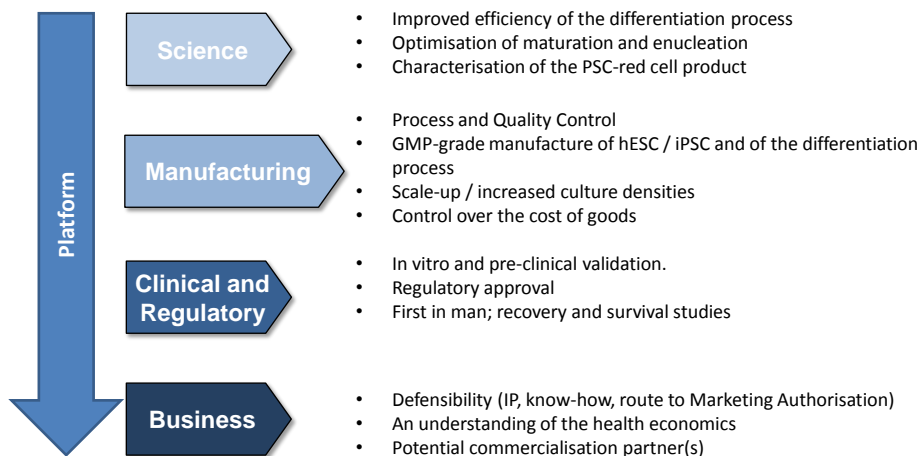 Platform
Science
• Improved efficiency of the differentiation process
• Optimisation of maturation and enucleation
• Characterisation of the PSC-red cell product
Manufacturing
• Process and Quality Control
• GMP-grade manufacture of hESC / iPSC and of the differentiation
process
• Scale-up / increased culture densities
• Control over the cost of goods
Clinical and
Regulatory
• In vitro and pre-clinical validation.
• Regulatory approval
• First in man; recovery and survival studies
Business
• Defensibility (IP, know-how, route to Marketing Authorisation)
• An understanding of the health economics
• Potential commercialisation partner(s)